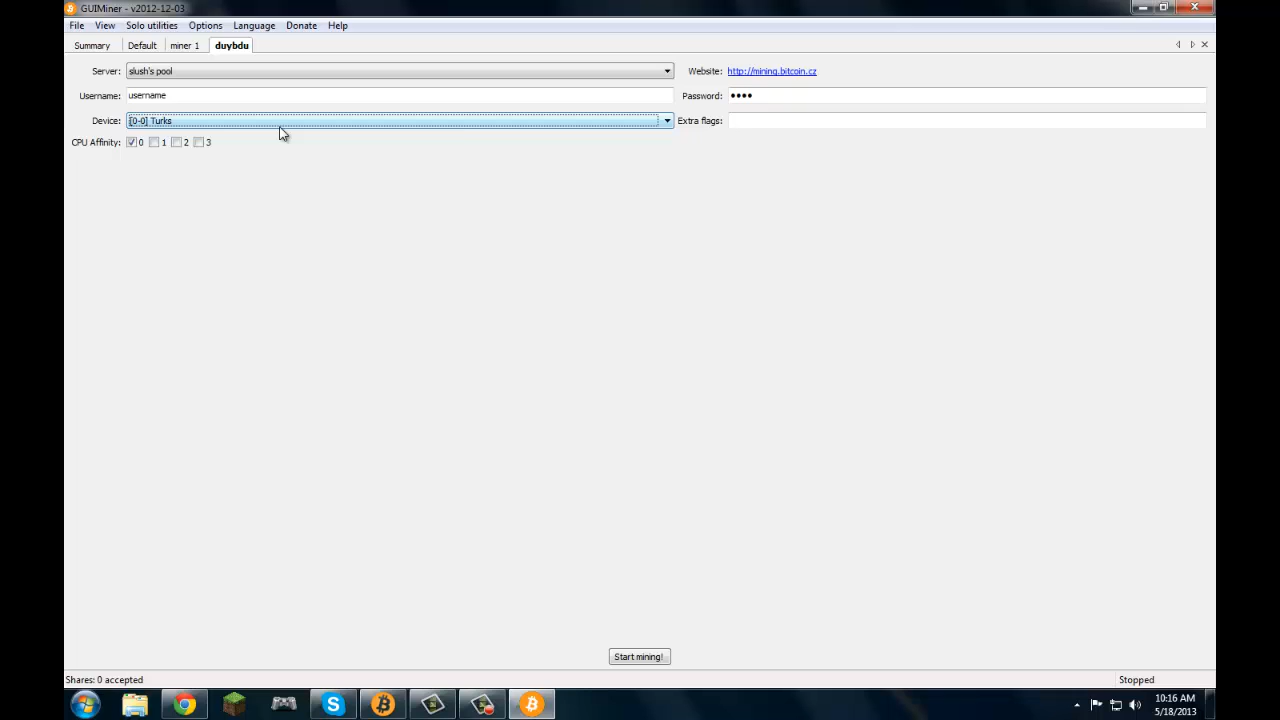 GUIMiner - v2012-12-03
File View Solo utilities Options Language Donate Help
Summary Default miner 1 duybdu
Server: slush's pool Website: http://mining.bitcoin.cz
Username: username Password: ••••
Device: [0-0] Turks Extra flags:
CPU Affinity: 0 1 2 3
Start mining!
Shares: 0 accepted Stopped
10:16 AM
5/18/2013